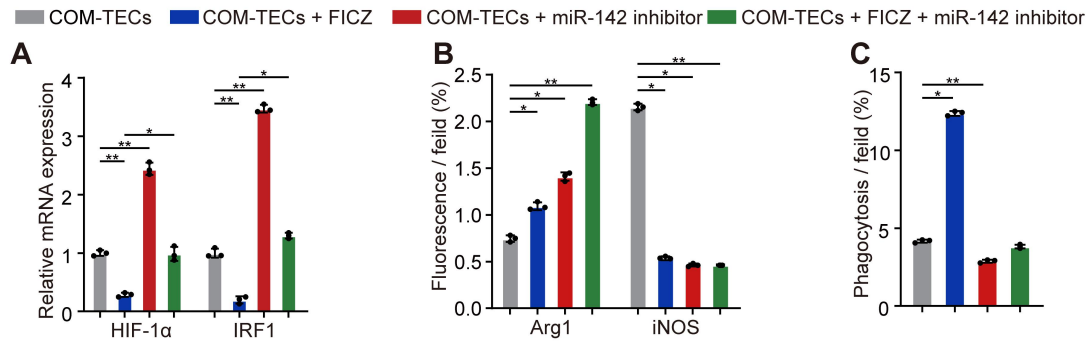 COM-TECs COM-TECs + FICZ COM-TECs + miR-142 inhibitor COM-TECs + FICZ + miR-142 inhibitor
A
Relative mRNA expression
4
3
2
1
0
** ** * ** ** *
HIF-1α IRF1
B
Fluorescence / feild (%)
2.5
2.0
1.5
1.0
0.5
0.0
* * ** * * **
Arg1 iNOS
C
Phagocytosis / feild (%)
15
10
5
0
* **